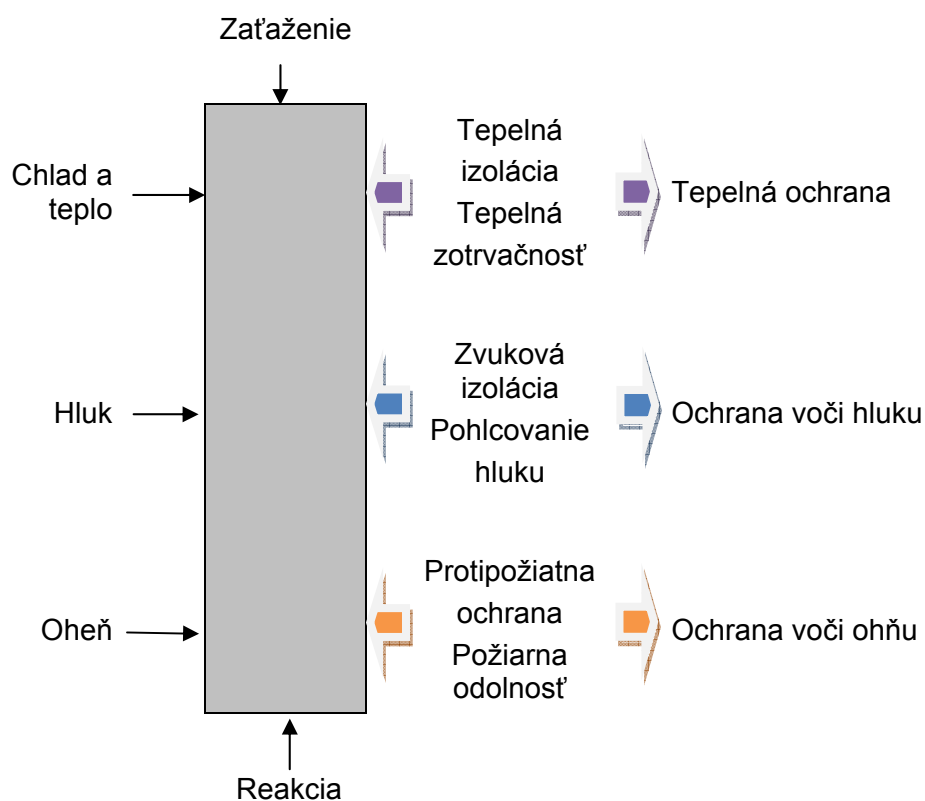 Zaťaženie
Chlad a
teplo
Tepelná
izolácia
Tepelná
zotrvačnosť
Tepelná ochrana
Hluk
Zvuková
izolácia
Pohlcovanie
hluku
Ochrana voči hluku
Oheň
Protipožiatna
ochrana
Požiarna
odolnosť
Ochrana voči ohňu
Reakcia